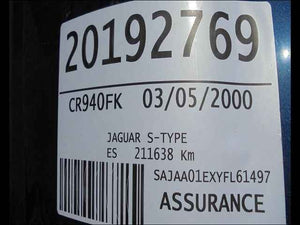 20192769
CR940FK 03/05/2000
JAGUAR S-TYPE
ES 211638 Km
SAJAA01EXYFL61497
ASSURANCE